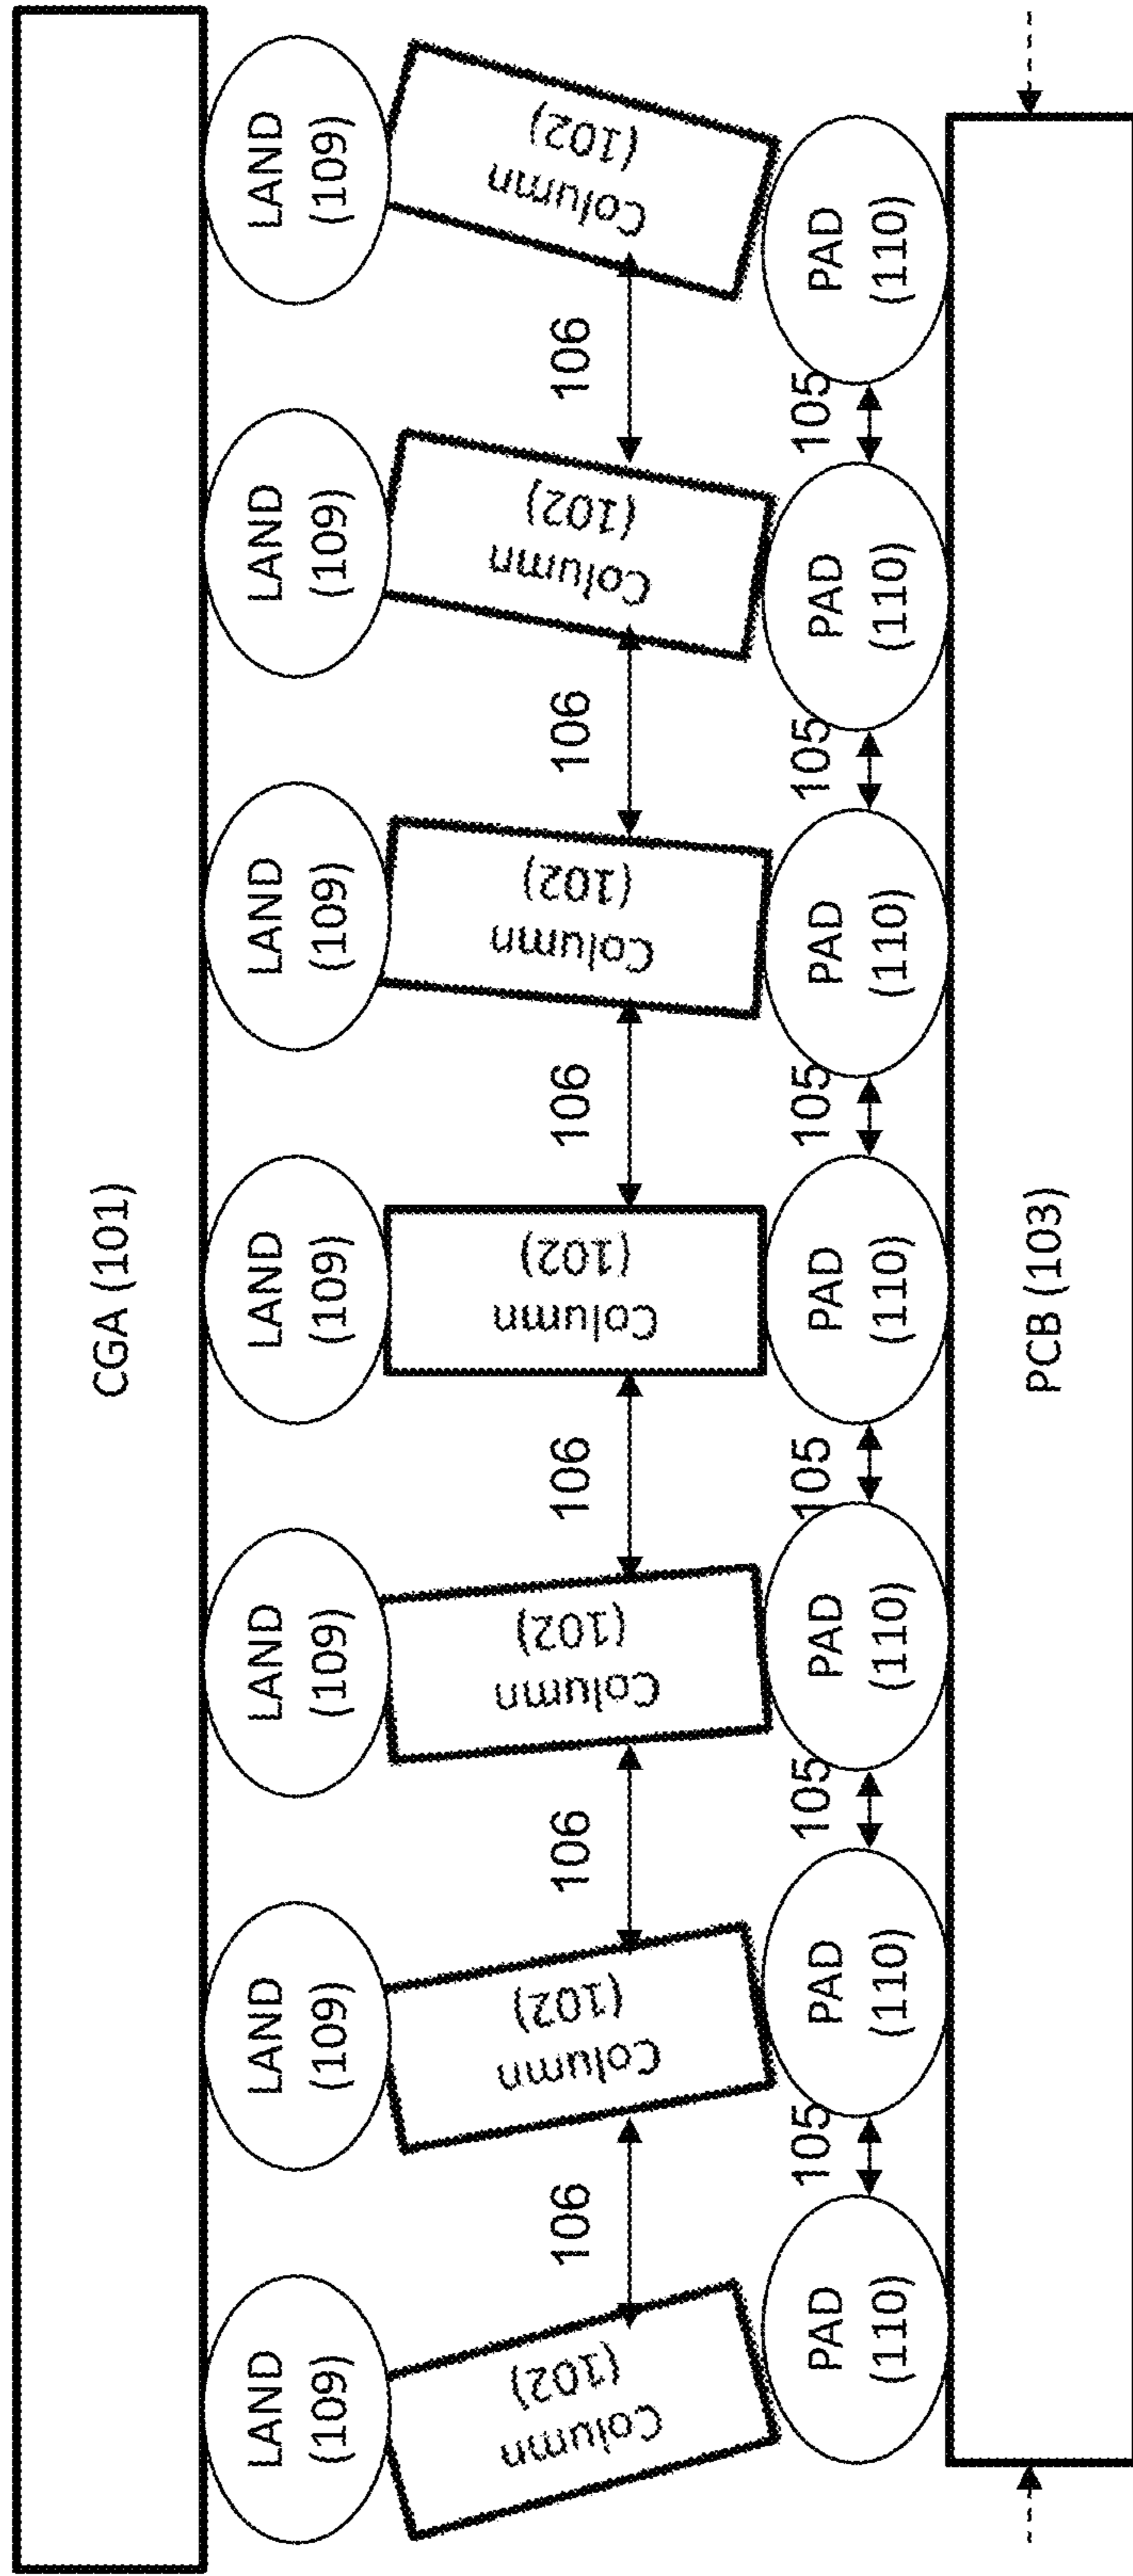 CGA (101)
LAND
(109)
LAND
(109)
LAND
(109)
LAND
(109)
LAND
(109)
LAND
(109)
LAND
(109)
Column
(102)
Column
(102)
Column
(102)
Column
(102)
Column
(102)
Column
(102)
Column
(102)
106
106
106
106
106
106
105
105
105
105
105
105
PAD
(110)
PAD
(110)
PAD
(110)
PAD
(110)
PAD
(110)
PAD
(110)
PAD
(110)
PCB (103)